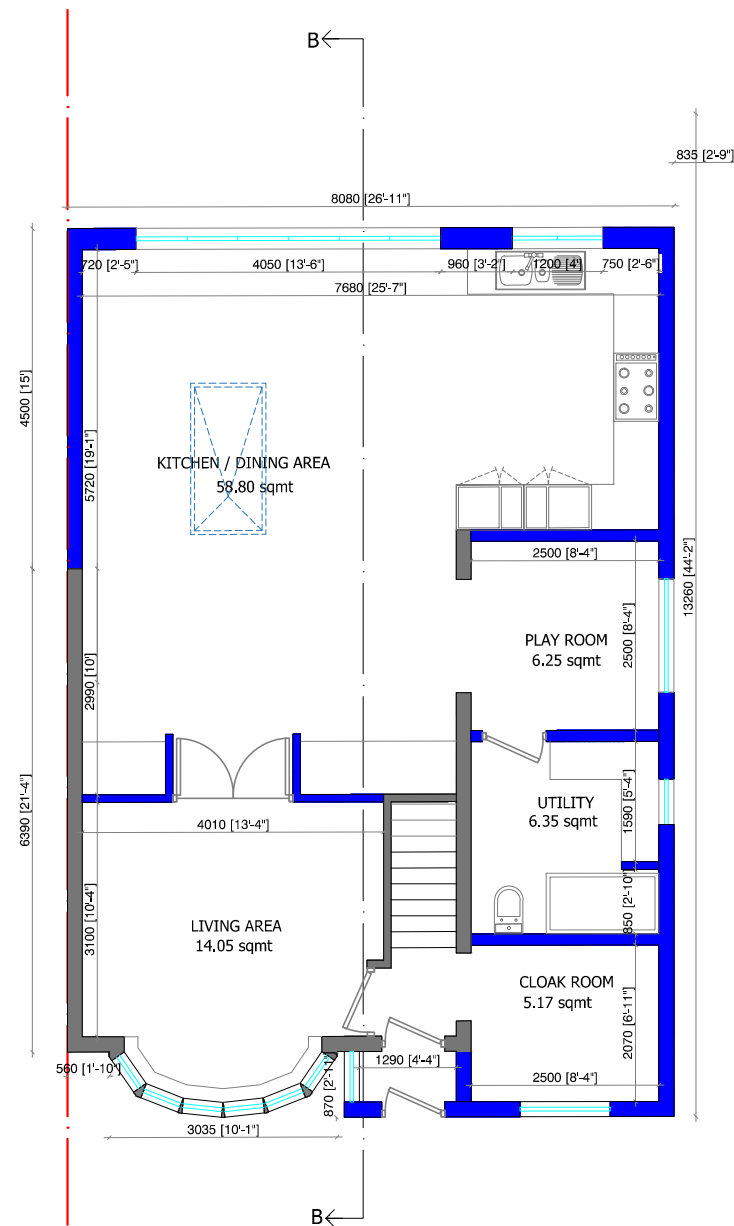 B
835 [2'-9"]
8080 [26'-11"]
720 [2'-5"]
4050 [13'-6"]
960 [3'-2"]
1200 [4']
750 [2'-6"]
7680 [25'-7"]
4500 [15']
5720 [19'-1"]
KITCHEN / DINING AREA
58.80 sqmt
2500 [8'-4"]
13260 [44'-2"]
PLAY ROOM
6.25 sqmt
2500 [8'-4"]
2990 [10']
6390 [21'-4"]
UTILITY
6.35 sqmt
1590 [5'-4"]
4010 [13'-4"]
850 [2'-10"]
3100 [10'-4"]
LIVING AREA
14.05 sqmt
CLOAK ROOM
5.17 sqmt
2070 [6'-11"]
560 [1'-10"]
1290 [4'-4"]
870 [2'-11"]
2500 [8'-4"]
3035 [10'-1"]
B